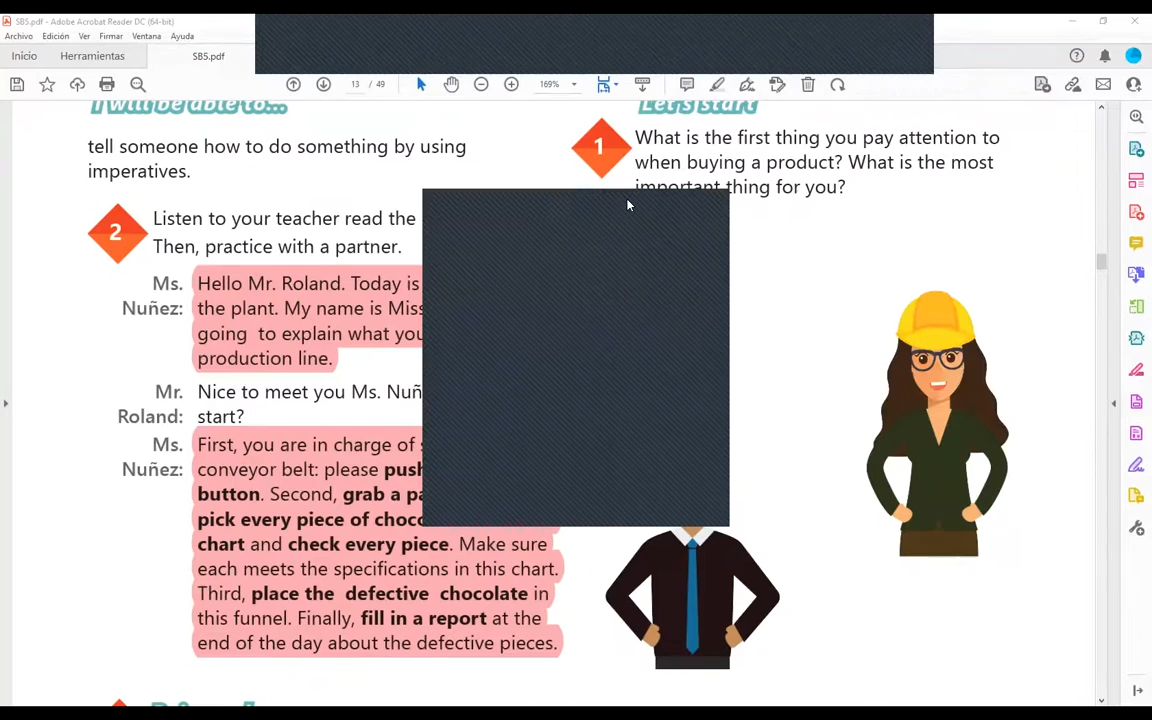 SB5.pdf - Adobe Acrobat Reader DC (64-bit)
Archivo Edición Ver Firmar Ventana Ayuda
Inicio Herramientas SB5.pdf
13 / 49 169%
I will be able to...
tell someone how to do something by using
imperatives.
Let's start
1 What is the first thing you pay attention to
when buying a product? What is the most
important thing for you?
2 Listen to your teacher read the
Then, practice with a partner.
Ms. Nuñez: Hello Mr. Roland. Today is
the plant. My name is Miss
going to explain what you
production line.
Mr. Roland: Nice to meet you Ms.
start?
Ms. Nuñez: First, you are in charge of
conveyor belt: please push
button. Second, grab a
pick every piece of
chart and check every piece. Make sure
each meets the specifications in this chart.
Third, place the defective chocolate in
this funnel. Finally, fill in a report at the
end of the day about the defective pieces.